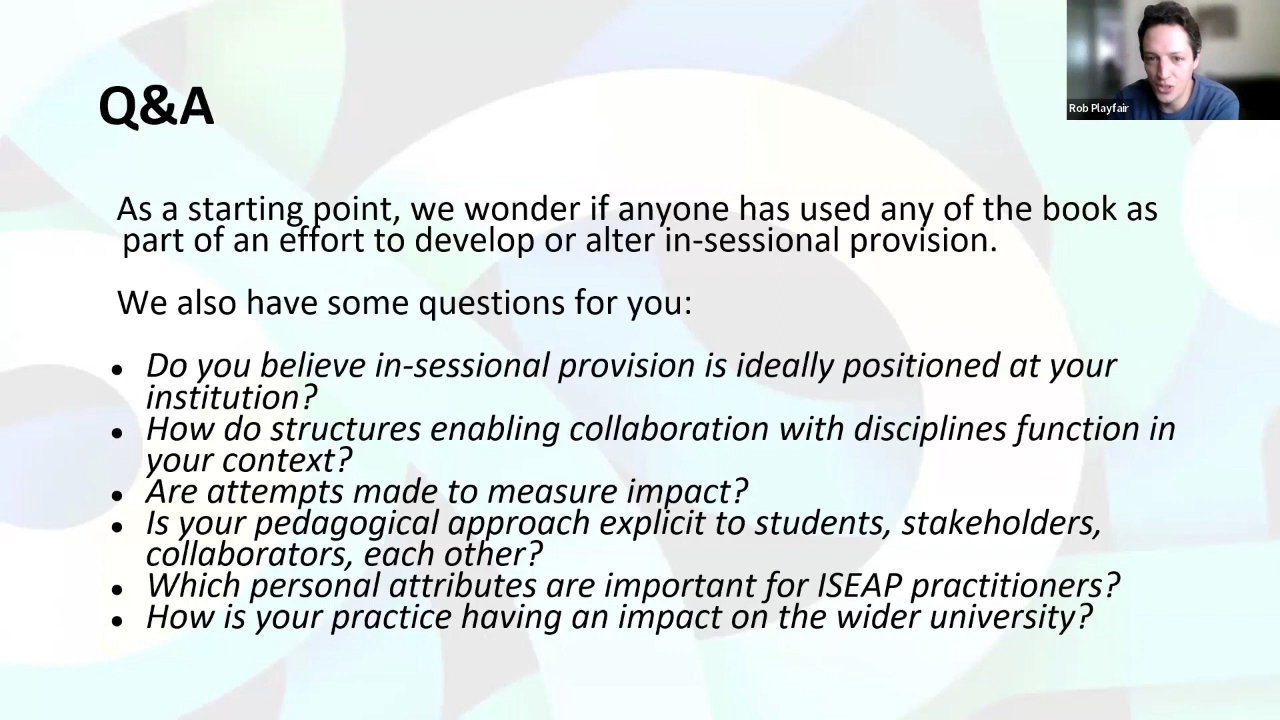 Q&A
Rob Playfair
As a starting point, we wonder if anyone has used any of the book as
part of an effort to develop or alter in-sessional provision.
We also have some questions for you:
• Do you believe in-sessional provision is ideally positioned at your
institution?
• How do structures enabling collaboration with disciplines function in
your context?
• Are attempts made to measure impact?
• Is your pedagogical approach explicit to students, stakeholders,
collaborators, each other?
• Which personal attributes are important for ISEAP practitioners?
• How is your practice having an impact on the wider university?